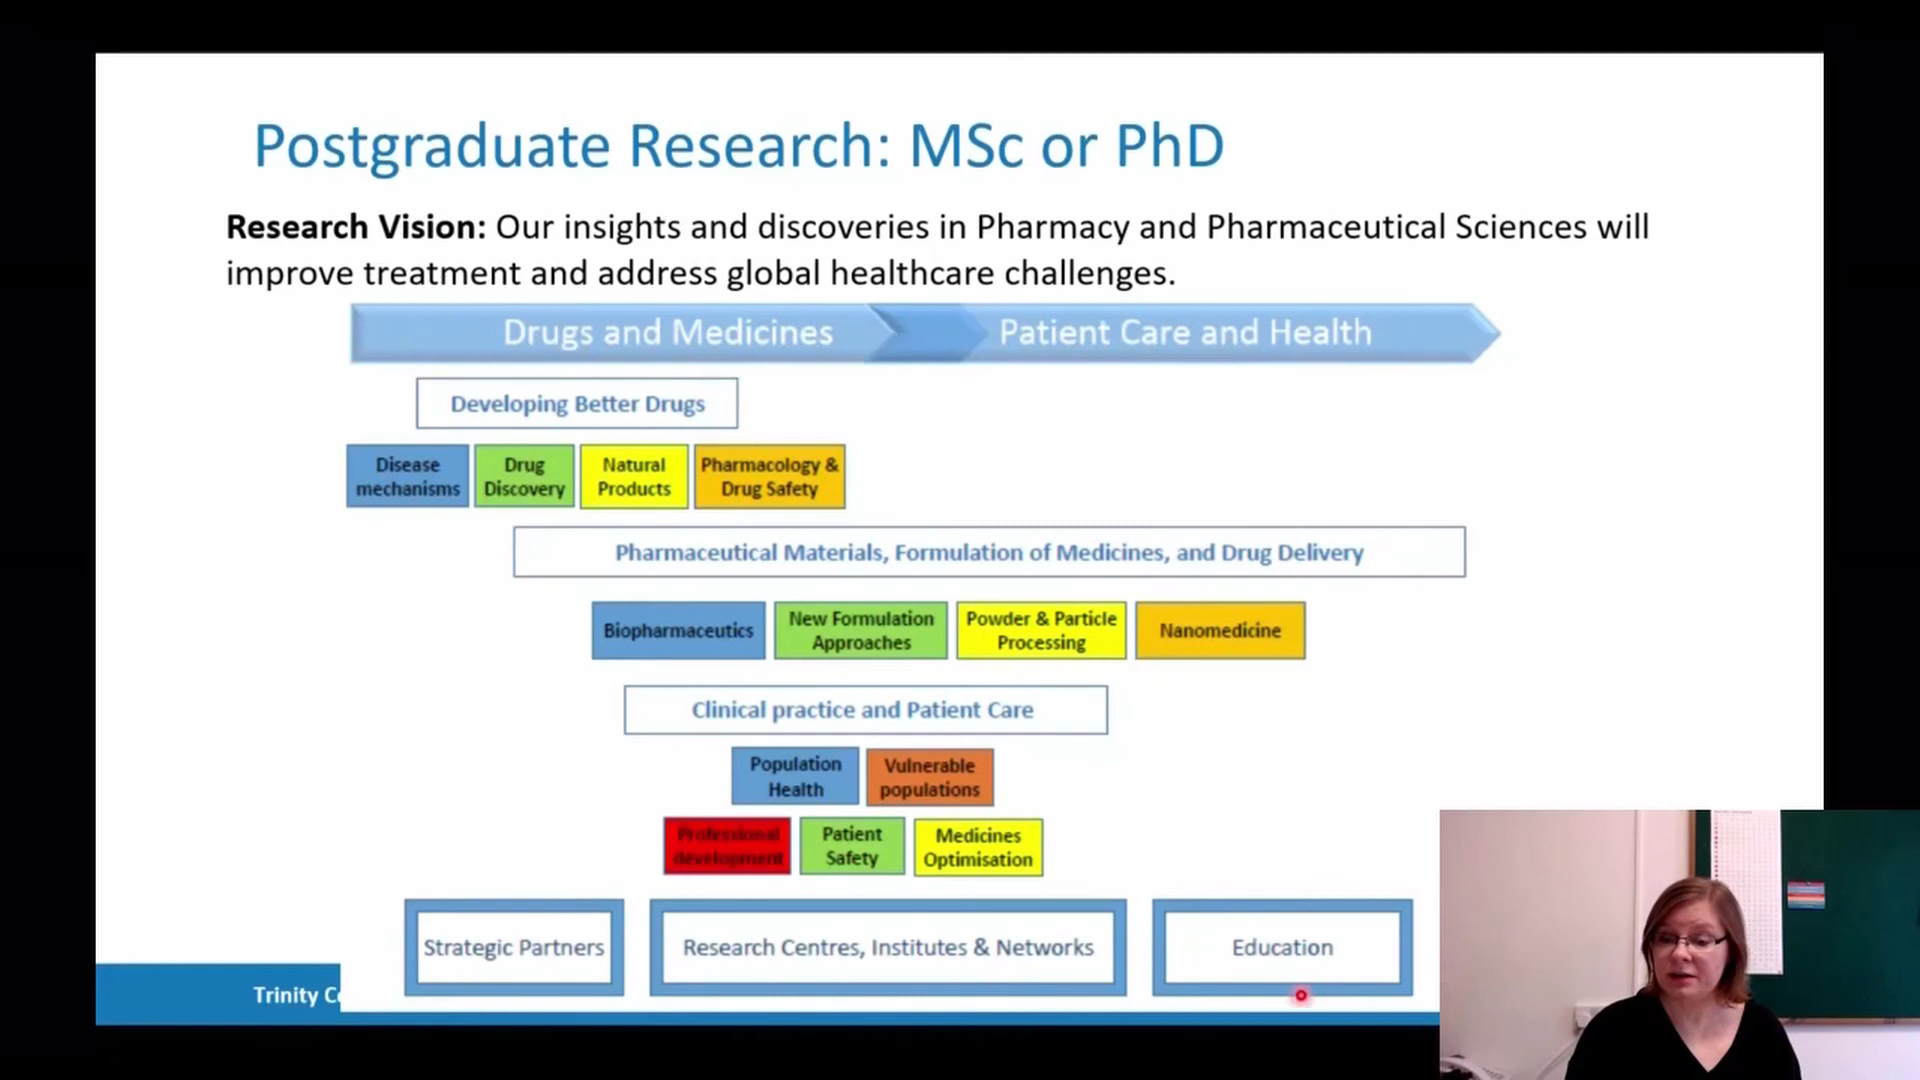 Postgraduate Research: MSc or PhD
Research Vision: Our insights and discoveries in Pharmacy and Pharmaceutical Sciences will
improve treatment and address global healthcare challenges.
Drugs and Medicines
Patient Care and Health
Developing Better Drugs
Disease
mechanisms
Drug
Discovery
Natural
Products
Pharmacology &
Drug Safety
Pharmaceutical Materials, Formulation of Medicines, and Drug Delivery
Biopharmaceutics
New Formulation
Approaches
Powder & Particle
Processing
Nanomedicine
Clinical practice and Patient Care
Population
Health
Vulnerable
populations
Professional
development
Patient
Safety
Medicines
Optimisation
Strategic Partners
Research Centres, Institutes & Networks
Education
Trinity